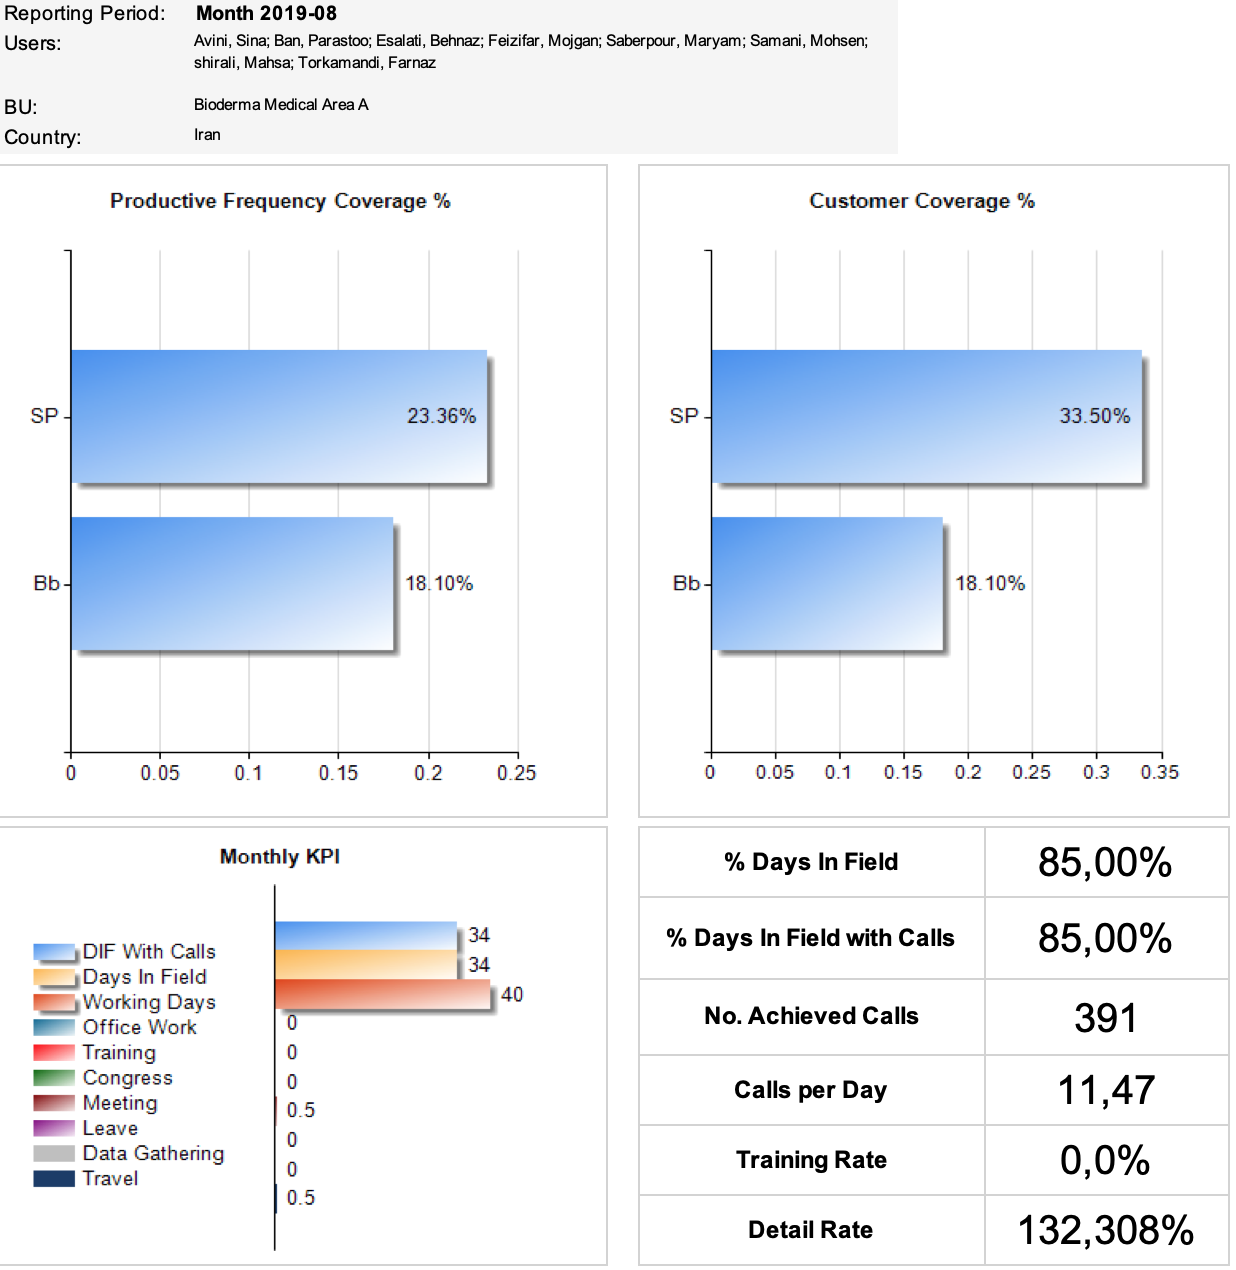 Reporting Period: Month 2019-08
Users: Avini, Sina; Ban, Parastoo; Esalati, Behnaz; Feizifar, Mojgan; Saberpour, Maryam; Samani, Mohsen;
shirali, Mahsa; Torkamandi, Farnaz
BU: Bioderma Medical Area A
Country: Iran
Productive Frequency Coverage %
SP 23.36%
Bb 18.10%
0 0.05 0.1 0.15 0.2 0.25
Customer Coverage %
SP 33.50%
Bb 18.10%
0 0.05 0.1 0.15 0.2 0.25 0.3 0.35
Monthly KPI
DIF With Calls
Days In Field
Working Days
Office Work
Training
Congress
Meeting
Leave
Data Gathering
Travel
34
34
40
0
0
0
0.5
0
0
0.5
% Days In Field 85,00%
% Days In Field with Calls 85,00%
No. Achieved Calls 391
Calls per Day 11,47
Training Rate 0,0%
Detail Rate 132,308%